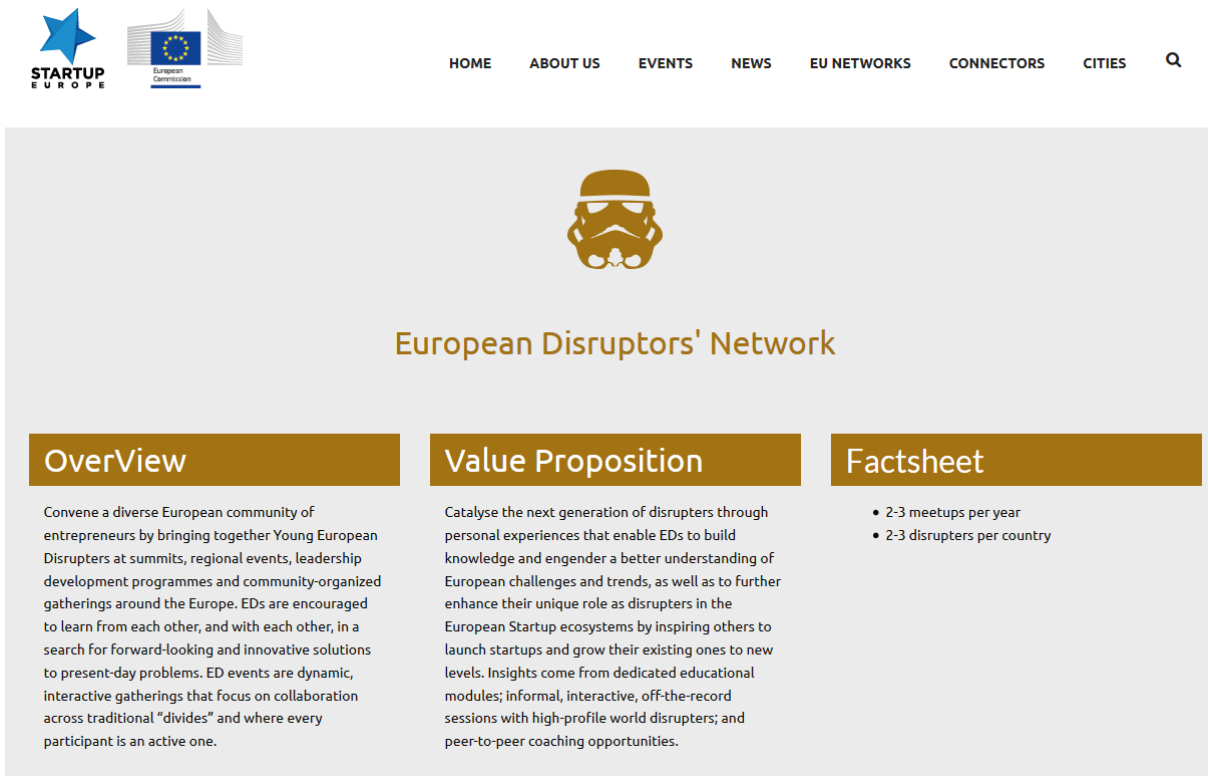 STARTUP
EUROPE
European
Commission
HOME ABOUT US EVENTS NEWS EU NETWORKS CONNECTORS CITIES
European Disruptors' Network
OverView
Convene a diverse European community of
entrepreneurs by bringing together Young European
Disrupters at summits, regional events, leadership
development programmes and community-organized
gatherings around the Europe. EDs are encouraged
to learn from each other, and with each other, in a
search for forward-looking and innovative solutions
to present-day problems. ED events are dynamic,
interactive gatherings that focus on collaboration
across traditional “divides” and where every
participant is an active one.
Value Proposition
Catalyse the next generation of disrupters through
personal experiences that enable EDs to build
knowledge and engender a better understanding of
European challenges and trends, as well as to further
enhance their unique role as disrupters in the
European Startup ecosystems by inspiring others to
launch startups and grow their existing ones to new
levels. Insights come from dedicated educational
modules; informal, interactive, off-the-record
sessions with high-profile world disrupters; and
peer-to-peer coaching opportunities.
Factsheet
• 2-3 meetups per year
• 2-3 disrupters per country